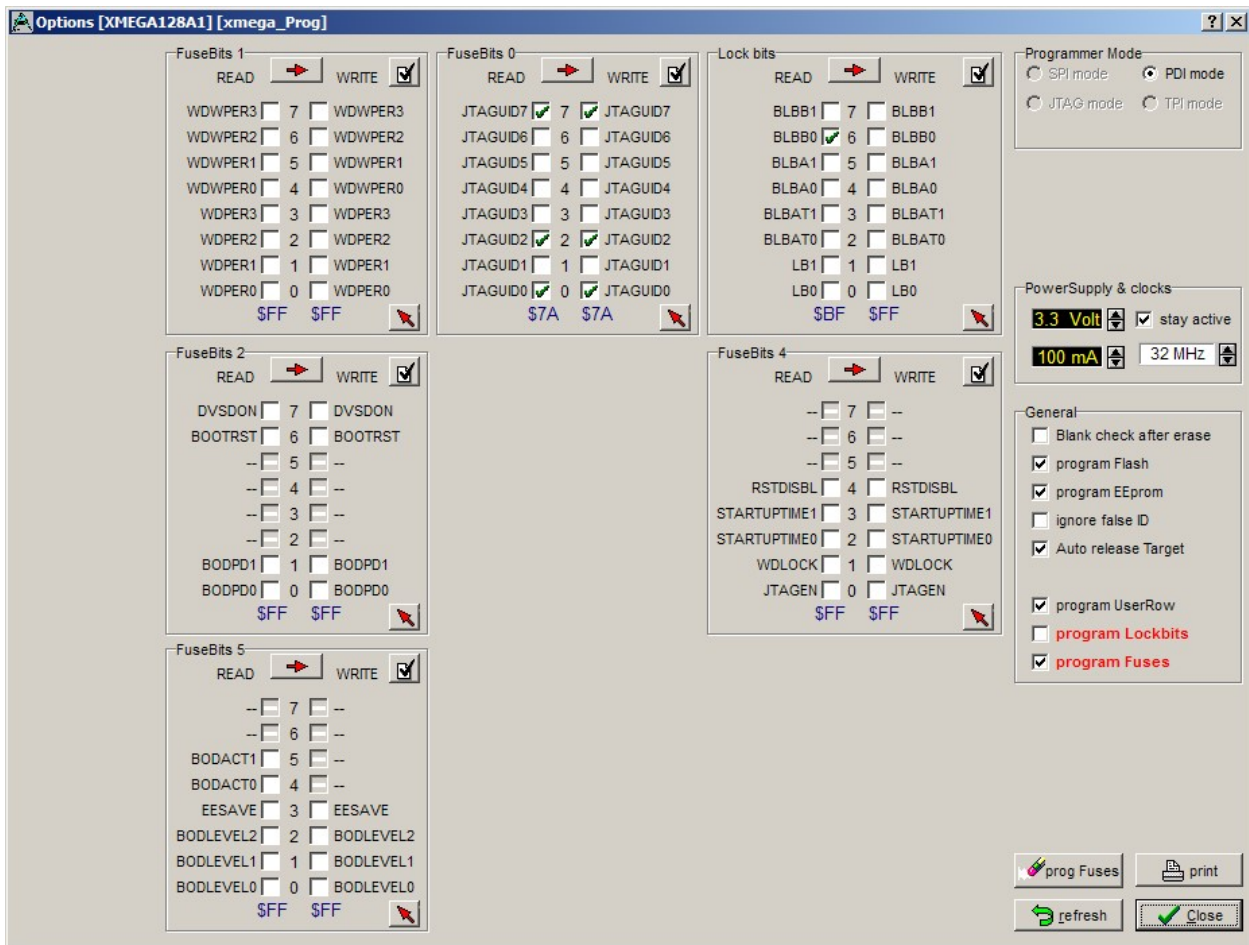 Options [XMEGA128A1] [xmega_Prog]
FuseBits 1
READ WRITE
WDWPER3 7 WDWPER3
WDWPER2 6 WDWPER2
WDWPER1 5 WDWPER1
WDWPER0 4 WDWPER0
WDPER3 3 WDPER3
WDPER2 2 WDPER2
WDPER1 1 WDPER1
WDPER0 0 WDPER0
$FF $FF
FuseBits 0
READ WRITE
JTAGUID7 7 JTAGUID7
JTAGUID6 6 JTAGUID6
JTAGUID5 5 JTAGUID5
JTAGUID4 4 JTAGUID4
JTAGUID3 3 JTAGUID3
JTAGUID2 2 JTAGUID2
JTAGUID1 1 JTAGUID1
JTAGUID0 0 JTAGUID0
$7A $7A
Lock bits
READ WRITE
BLBB1 7 BLBB1
BLBB0 6 BLBB0
BLBA1 5 BLBA1
BLBA0 4 BLBA0
BLBAT1 3 BLBAT1
BLBAT0 2 BLBAT0
LB1 1 LB1
LB0 0 LB0
$BF $FF
Programmer Mode
SPI mode PDI mode
JTAG mode TPI mode
PowerSupply & clocks
3.3 Volt stay active
100 mA 32 MHz
FuseBits 2
READ WRITE
DVSDON 7 DVSDON
BOOTRST 6 BOOTRST
-- 5 --
-- 4 --
-- 3 --
-- 2 --
BODPD1 1 BODPD1
BODPD0 0 BODPD0
$FF $FF
FuseBits 4
READ WRITE
-- 7 --
-- 6 --
-- 5 --
RSTDISBL 4 RSTDISBL
STARTUPTIME1 3 STARTUPTIME1
STARTUPTIME0 2 STARTUPTIME0
WDLOCK 1 WDLOCK
JTAGEN 0 JTAGEN
$FF $FF
General
Blank check after erase
program Flash
program EEprom
ignore false ID
Auto release Target
program UserRow
program Lockbits
program Fuses
FuseBits 5
READ WRITE
-- 7 --
-- 6 --
BODACT1 5 --
BODACT0 4 --
EESAVE 3 EESAVE
BODLEVEL2 2 BODLEVEL2
BODLEVEL1 1 BODLEVEL1
BODLEVEL0 0 BODLEVEL0
$FF $FF
prog Fuses print
refresh Close